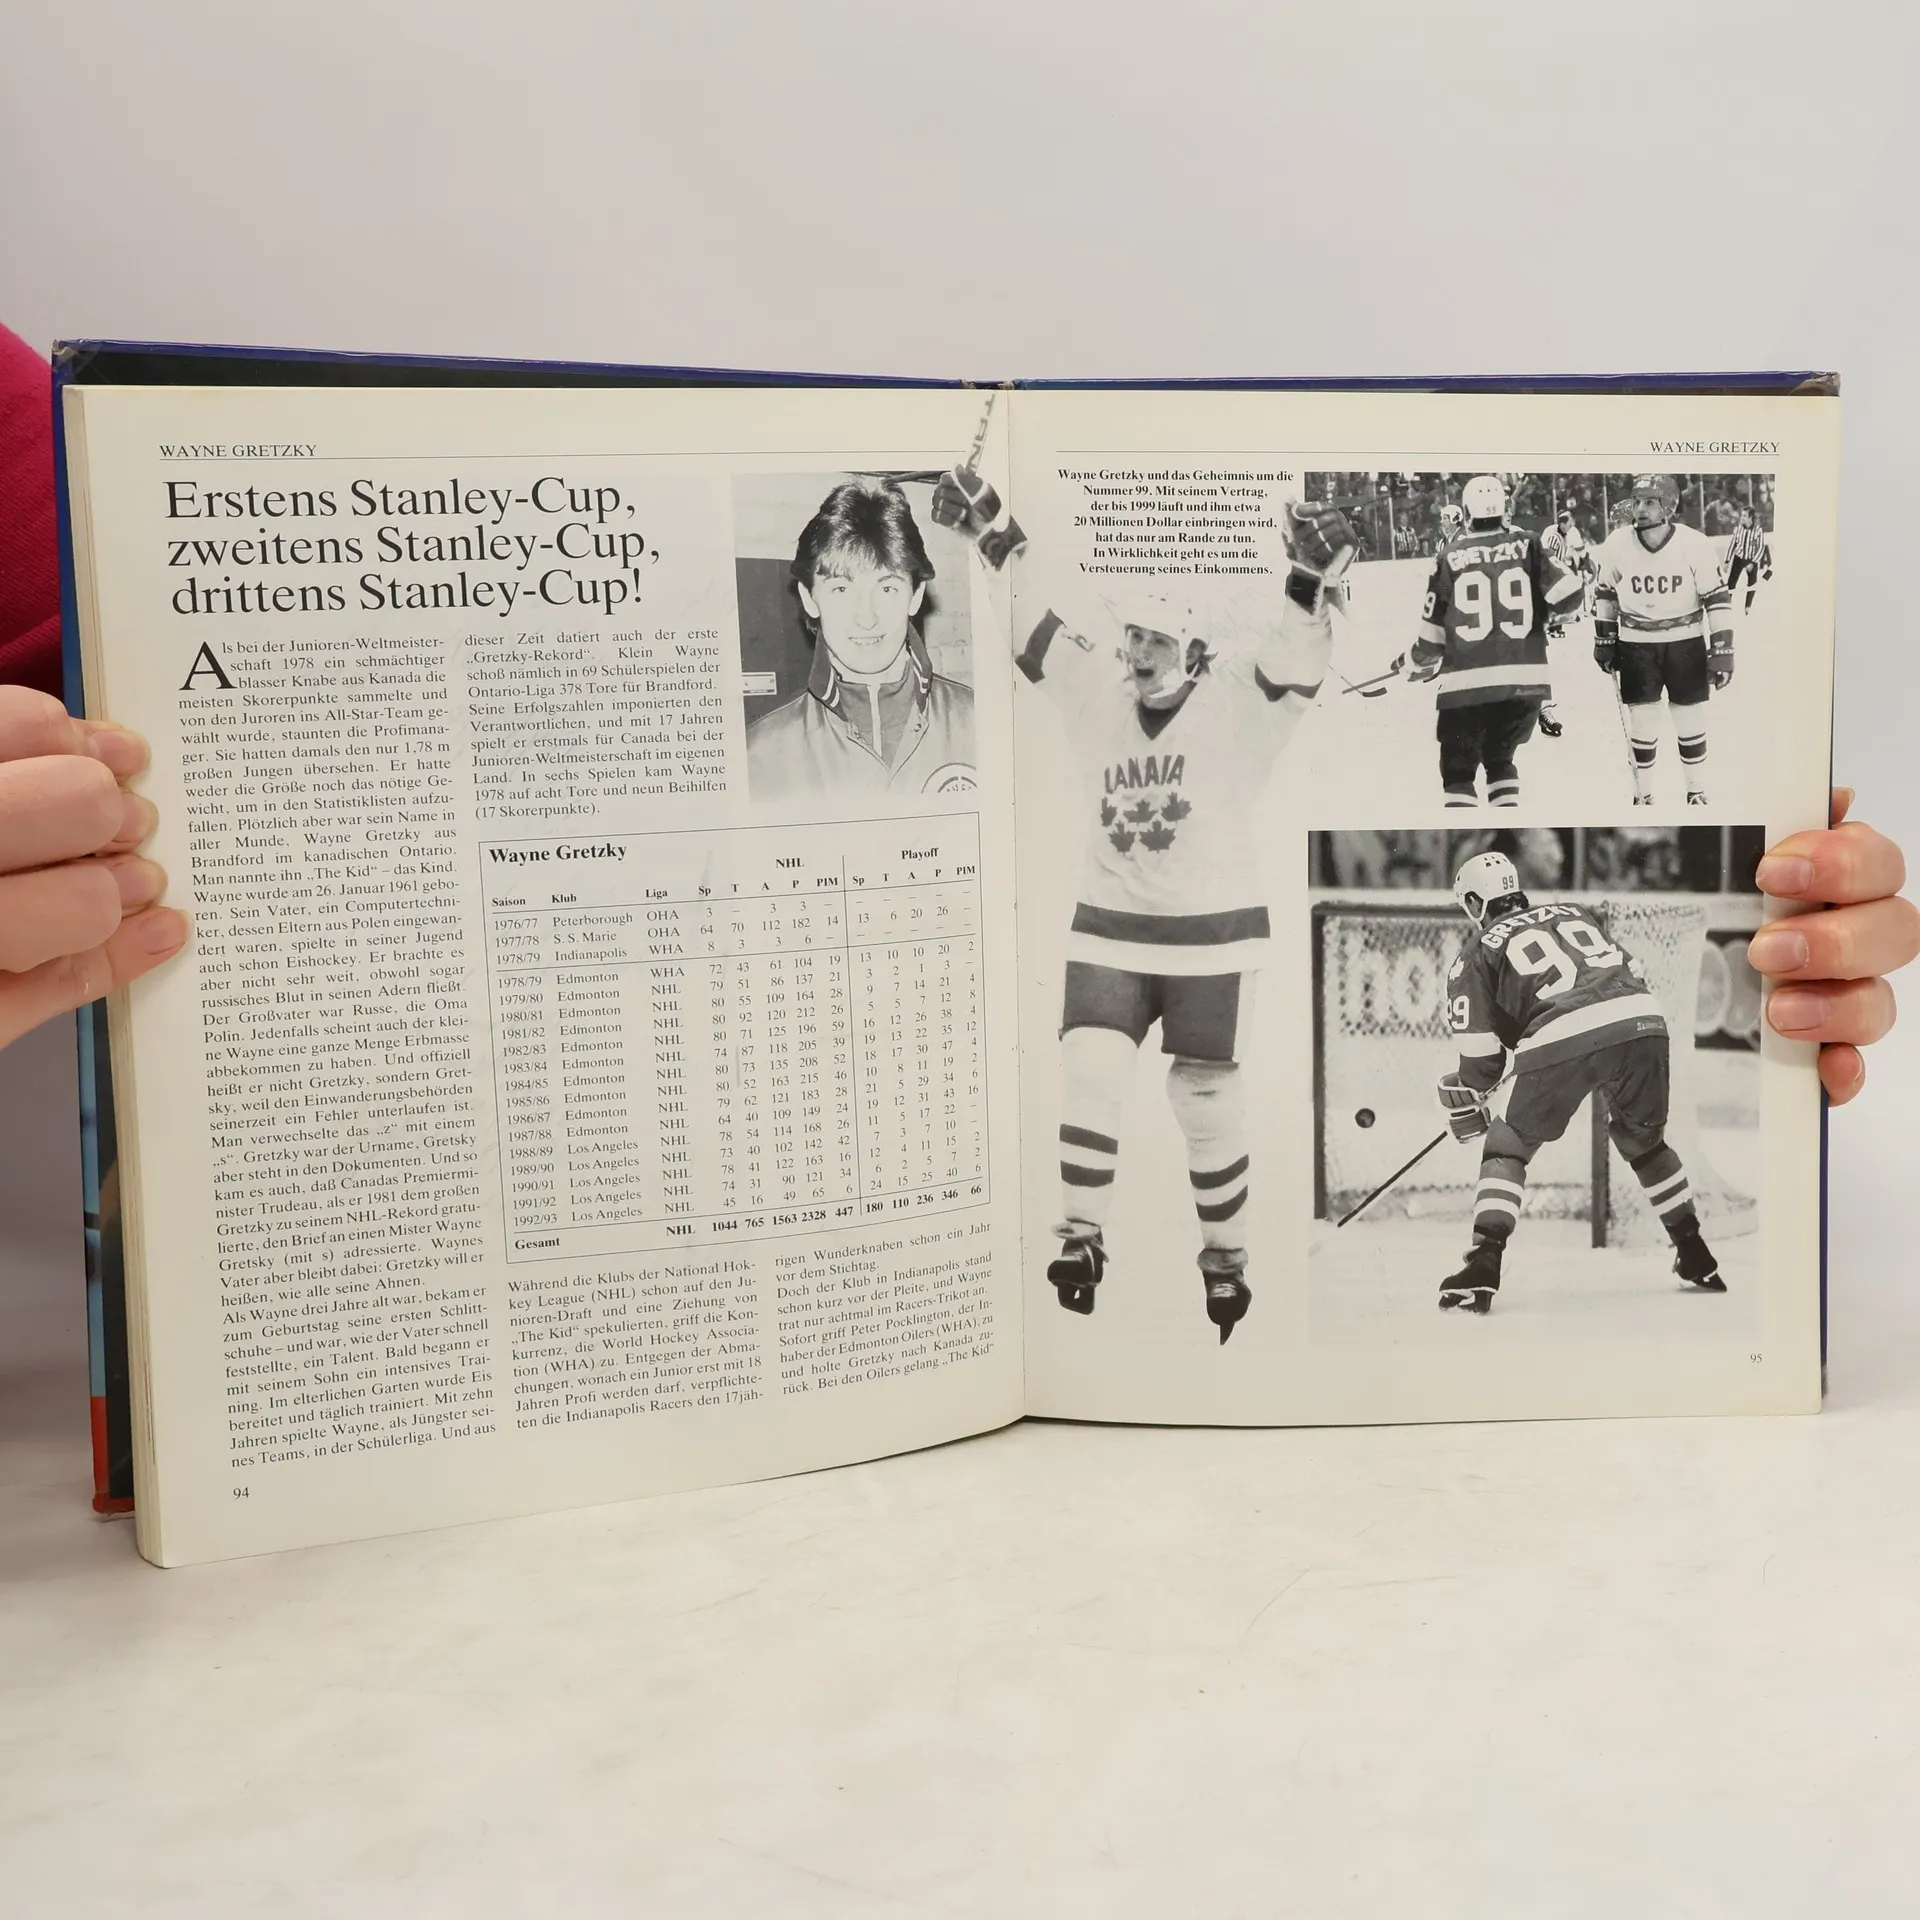 WAYNE GRETZKY
Erstens Stanley-Cup,
zweitens Stanley-Cup,
drittens Stanley-Cup!
Als bei der Junioren-Weltmeister-
schaft 1978 ein schmächtiger
blasser Knabe aus Kanada die
meisten Skorerpunkte sammelte und
von den Juroren ins All-Star-Team ge-
wählt wurde, staunten die Profimana-
ger. Sie hatten damals den nur 1,78 m
großen Jungen übersehen. Er hatte
weder die Größe noch das nötige Ge-
wicht, um in den Statistiklisten aufzu-
fallen. Plötzlich aber war sein Name in
aller Munde, Wayne Gretzky aus
Brandford im kanadischen Ontario.
Man nannte ihn „The Kid“ – das Kind.
Wayne wurde am 26. Januar 1961 gebo-
ren. Sein Vater, ein Computertechni-
ker, dessen Eltern aus Polen eingewan-
dert waren, spielte in seiner Jugend
auch schon Eishockey. Er brachte es
aber nicht sehr weit, obwohl sogar
russisches Blut in seinen Adern fließt.
Der Großvater war Russe, die Oma
Polin. Jedenfalls scheint auch der klei-
ne Wayne eine ganze Menge Erbmasse
abbekommen zu haben. Und offiziell
heißt er nicht Gretzky, sondern Gret-
sky, weil den Einwanderungsbehörden
seinerzeit ein Fehler unterlaufen ist.
Man verwechselte das „z“ mit einem
„s“. Gretzky war der Urname, Gretsky
aber steht in den Dokumenten. Und so
kam es auch, daß Canadas Premiermi-
nister Trudeau, als er 1981 dem großen
Gretzky zu seinem NHL-Rekord gratu-
lierte, den Brief an einen Mister Wayne
Gretsky (mit s) adressierte. Waynes
Vater aber bleibt dabei: Gretzky will er
heißen, wie alle seine Ahnen.
Als Wayne drei Jahre alt war, bekam er
zum Geburtstag seine ersten Schlitt-
schuhe – und war, wie der Vater schnell
feststellte, ein Talent. Bald begann er
mit seinem Sohn ein intensives Trai-
ning. Im elterlichen Garten wurde Eis
bereitet und täglich trainiert. Mit zehn
Jahren spielte Wayne, als Jüngster sei-
nes Teams, in der Schülerliga. Und aus
dieser Zeit datiert auch der erste
„Gretzky-Rekord“. Klein Wayne
schoß nämlich in 69 Schülerspielen der
Ontario-Liga 378 Tore für Brandford.
Seine Erfolgszahlen imponierten den
Verantwortlichen, und mit 17 Jahren
spielt er erstmals für Canada bei der
Junioren-Weltmeisterschaft im eigenen
Land. In sechs Spielen kam Wayne
1978 auf acht Tore und neun Beihilfen
(17 Skorerpunkte).
Wayne Gretzky
NHL Playoff
Saison Klub Liga Sp T A P PIM Sp T A P PIM
1976/77 Peterborough OHA 3 – 3 3 – – – – – –
1977/78 S. S. Marie OHA 64 70 112 182 14 13 6 20 26 –
1978/79 Indianapolis WHA 8 3 3 6 – – – – – –
1978/79 Edmonton WHA 72 43 61 104 19 13 10 10 20 2
1979/80 Edmonton NHL 79 51 86 137 21 3 2 1 3 –
1980/81 Edmonton NHL 80 55 109 164 28 9 7 14 21 4
1981/82 Edmonton NHL 80 92 120 212 26 5 5 7 12 8
1982/83 Edmonton NHL 80 71 125 196 59 16 12 26 38 4
1983/84 Edmonton NHL 74 87 118 205 39 19 13 22 35 12
1984/85 Edmonton NHL 80 73 135 208 52 18 17 30 47 4
1985/86 Edmonton NHL 80 52 163 215 46 10 8 11 19 2
1986/87 Edmonton NHL 79 62 121 183 28 21 5 29 34 6
1987/88 Edmonton NHL 64 40 109 149 24 19 12 31 43 16
1988/89 Los Angeles NHL 78 54 114 168 26 11 5 17 22 –
1989/90 Los Angeles NHL 73 40 102 142 42 7 3 7 10 –
1990/91 Los Angeles NHL 78 41 122 163 16 12 4 11 15 2
1991/92 Los Angeles NHL 74 31 90 121 34 6 2 5 7 2
1992/93 Los Angeles NHL 45 16 49 65 6 24 15 25 40 6
Gesamt NHL 1044 765 1563 2328 447 180 110 236 346 66
Während die Klubs der National Hok-
key League (NHL) schon auf den Ju-
nioren-Draft und eine Ziehung von
„The Kid“ spekulierten, griff die Kon-
kurrenz, die World Hockey Associa-
tion (WHA) zu. Entgegen der Abma-
chungen, wonach ein Junior erst mit 18
Jahren Profi werden darf, verpflichte-
ten die Indianapolis Racers den 17jäh-
rigen Wunderknaben schon ein Jahr
vor dem Stichtag.
Doch der Klub in Indianapolis stand
schon kurz vor der Pleite, und Wayne
trat nur achtmal im Racers-Trikot an.
Sofort griff Peter Pocklington, der In-
haber der Edmonton Oilers (WHA), zu
und holte Gretzky nach Kanada zu-
rück. Bei den Oilers gelang „The Kid“
94
WAYNE GRETZKY
Wayne Gretzky und das Geheimnis um die
Nummer 99. Mit seinem Vertrag,
der bis 1999 läuft und ihm etwa
20 Millionen Dollar einbringen wird,
hat das nur am Rande zu tun.
In Wirklichkeit geht es um die
Versteuerung seines Einkommens.
CANADA
GRETZKY
99
99
CCCP
99
GRETZKY
99
99
95